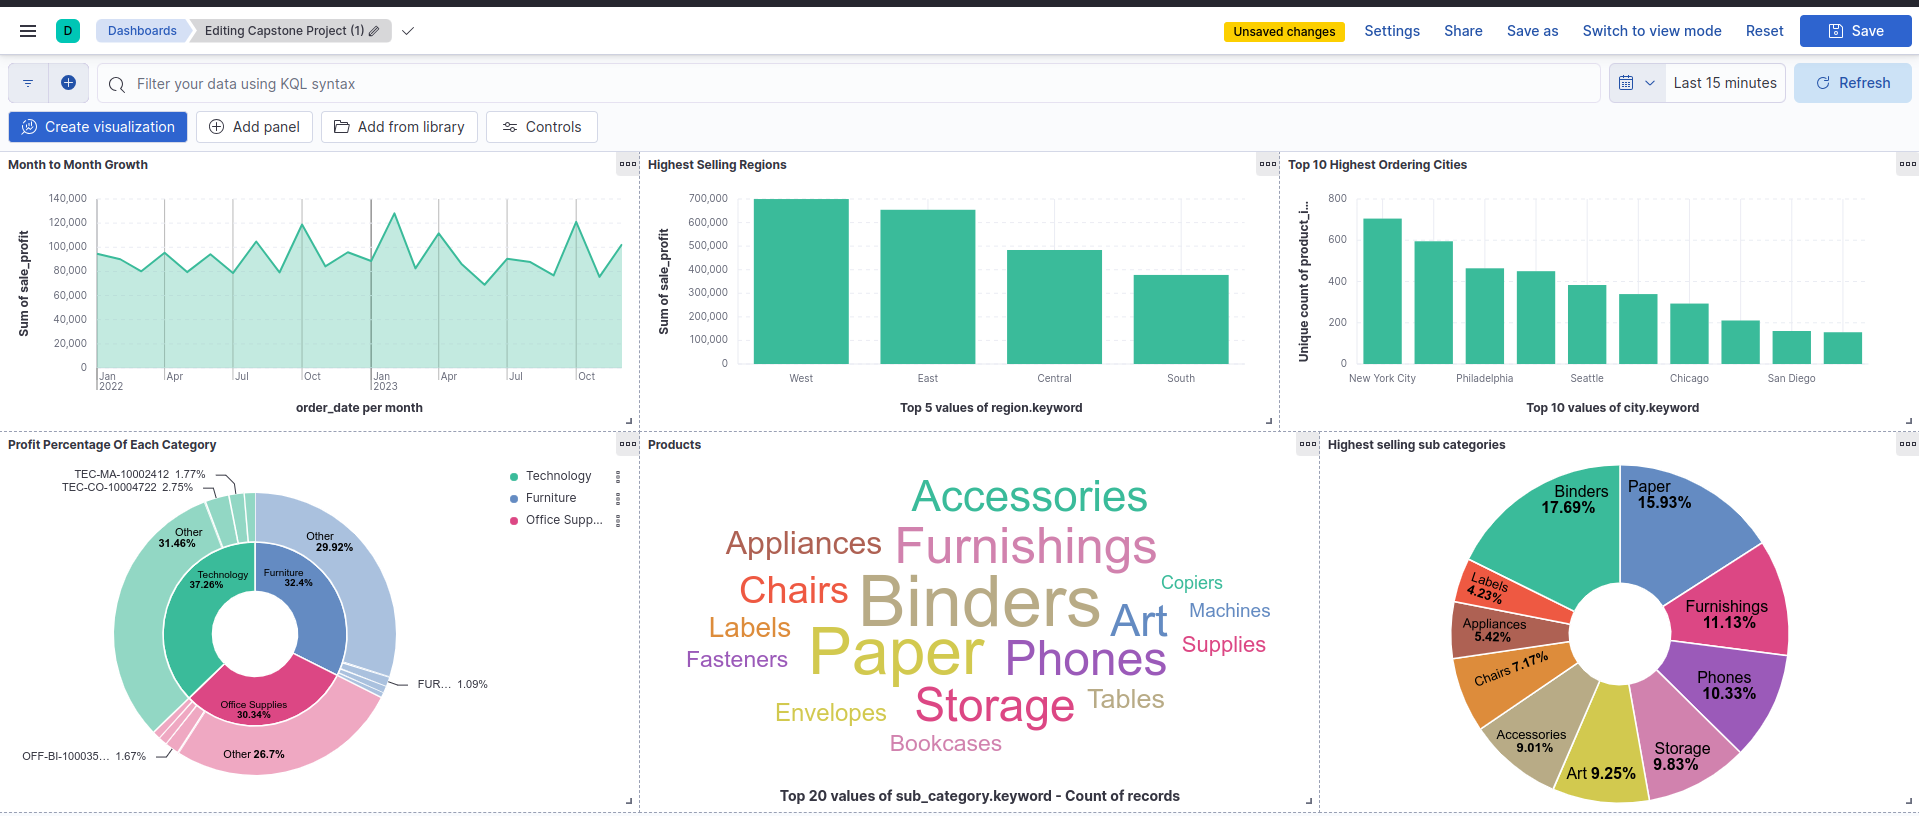 D
Dashboards
Editing Capstone Project (1)
Unsaved changes
Settings
Share
Save as
Switch to view mode
Reset
Save
Filter your data using KQL syntax
Last 15 minutes
Refresh
Create visualization
Add panel
Add from library
Controls
Month to Month Growth
140,000
120,000
100,000
80,000
60,000
40,000
20,000
0
Sum of sale_profit
Jan
2022
Apr
Jul
Oct
Jan
2023
Apr
Jul
Oct
order_date per month
Highest Selling Regions
700,000
600,000
500,000
400,000
300,000
200,000
100,000
0
Sum of sale_profit
West
East
Central
South
Top 5 values of region.keyword
Top 10 Highest Ordering Cities
800
600
400
200
0
Unique count of product_i...
New York City
Philadelphia
Seattle
Chicago
San Diego
Top 10 values of city.keyword
Profit Percentage Of Each Category
TEC-MA-10002412 1.77%
TEC-CO-10004722 2.75%
Other
31.46%
Other
29.92%
Technology
37.26%
Furniture
32.4%
FUR... 1.09%
Office Supplies
30.34%
Other 26.7%
OFF-BI-100035... 1.67%
Technology
Furniture
Office Supp...
Products
Accessories
Appliances
Furnishings
Chairs
Binders
Copiers
Art
Machines
Labels
Paper
Phones
Supplies
Fasteners
Storage
Tables
Envelopes
Bookcases
Top 20 values of sub_category.keyword - Count of records
Highest selling sub categories
Binders
17.69%
Paper
15.93%
Labels
4.23%
Furnishings
11.13%
Appliances
5.42%
Chairs 7.17%
Phones
10.33%
Accessories
9.01%
Storage
9.83%
Art 9.25%